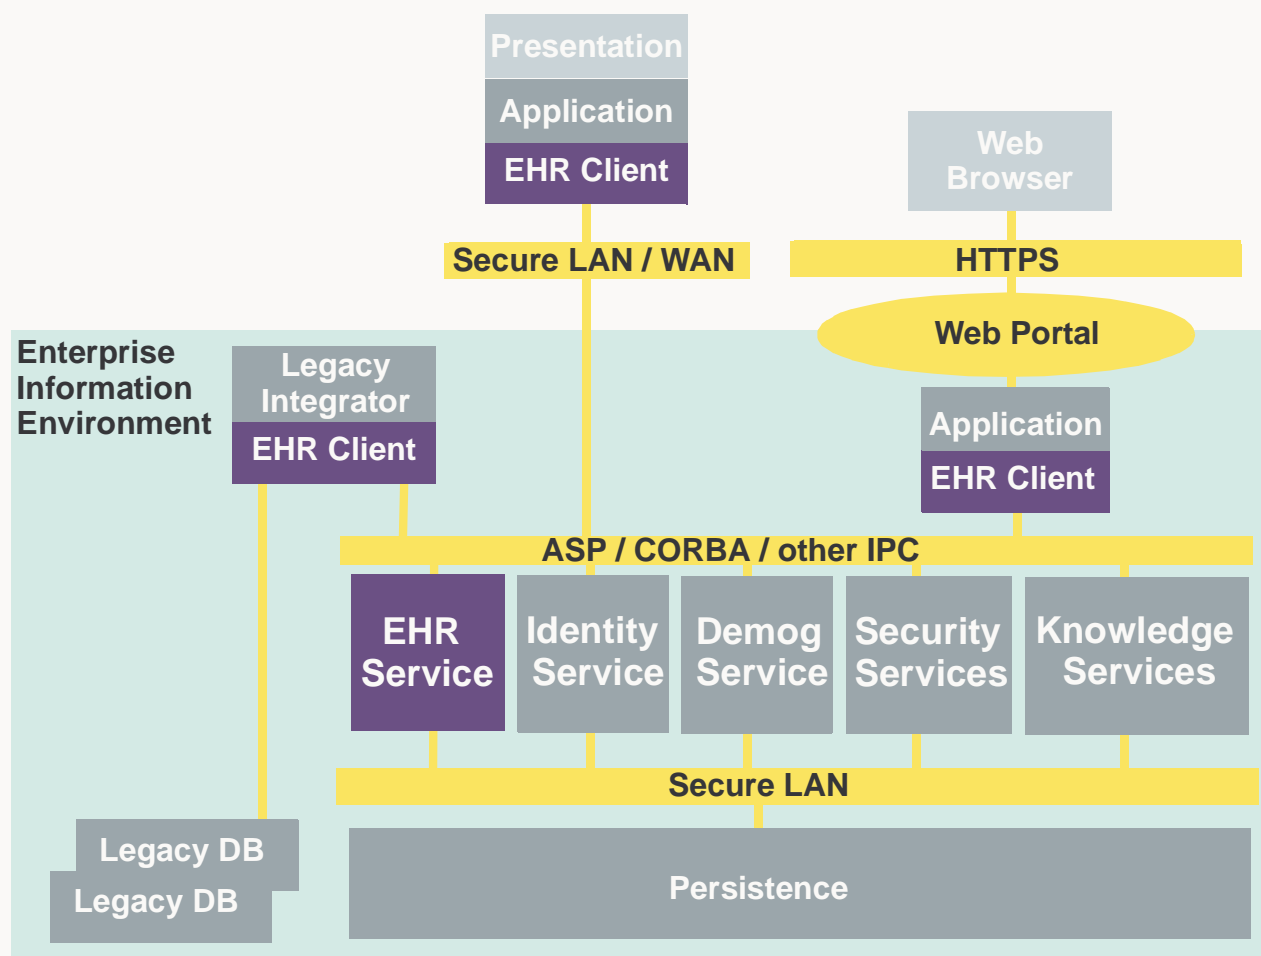 Presentation
Application
EHR Client
Web
Browser
Secure LAN / WAN
HTTPS
Web Portal
Enterprise
Information
Environment
Legacy
Integrator
EHR Client
Application
EHR Client
ASP / CORBA / other IPC
EHR
Service
Identity
Service
Demog
Service
Security
Services
Knowledge
Services
Secure LAN
Legacy DB
Legacy DB
Persistence